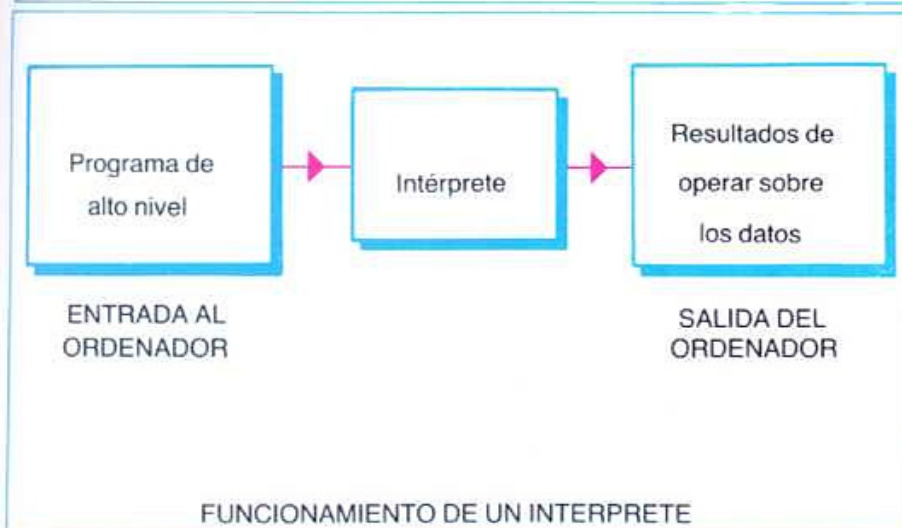 Programa de
alto nivel
Intérprete
Resultados de
operar sobre
los datos
ENTRADA AL
ORDENADOR
SALIDA DEL
ORDENADOR
FUNCIONAMIENTO DE UN INTERPRETE